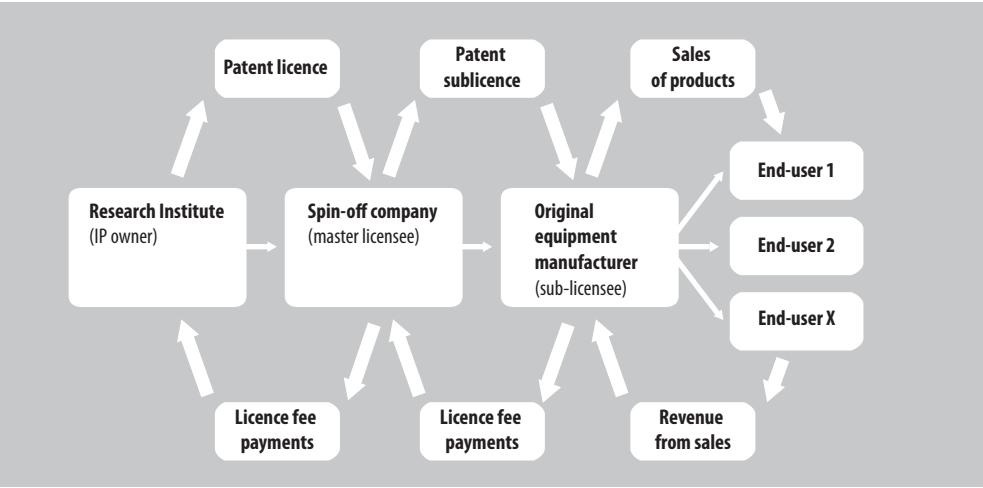 Patent licence
Patent
sublicence
Sales
of products
Research Institute
(IP owner)
Spin-off company
(master licensee)
Original
equipment
manufacturer
(sub-licensee)
End-user 1
End-user 2
End-user X
Licence fee
payments
Licence fee
payments
Revenue
from sales